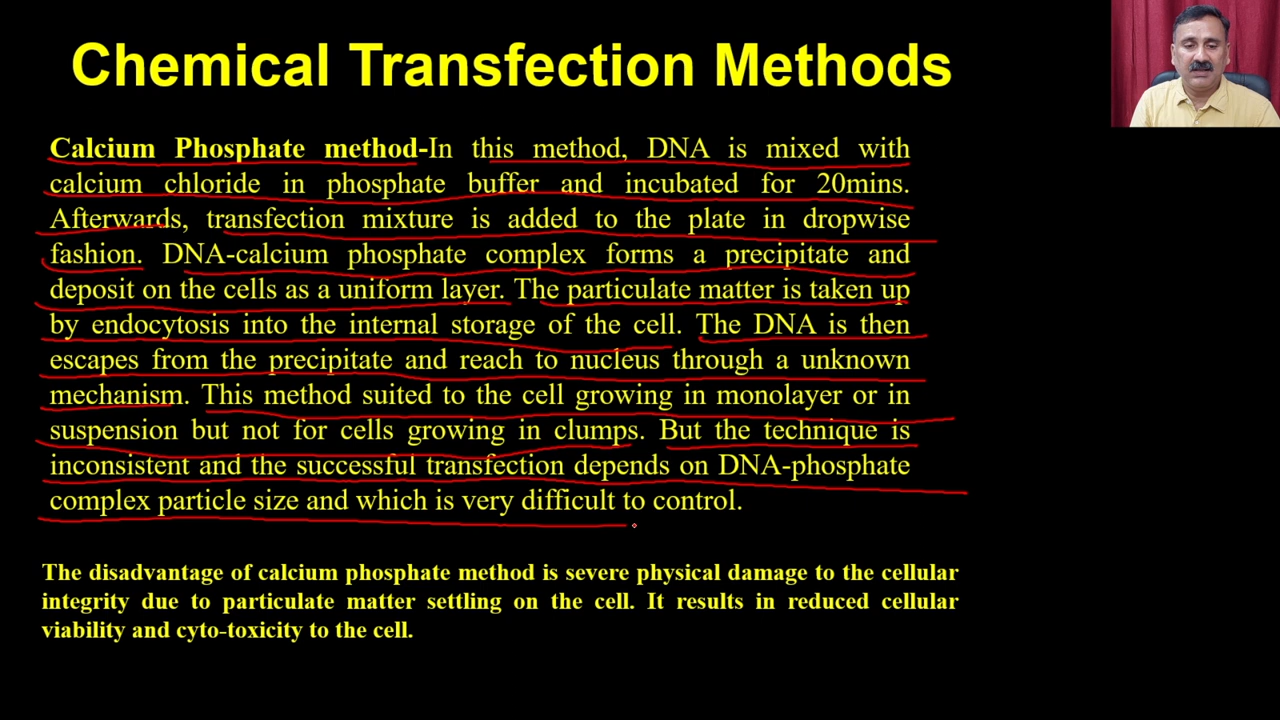 Chemical Transfection Methods
Calcium Phosphate method-In this method, DNA is mixed with
calcium chloride in phosphate buffer and incubated for 20mins.
Afterwards, transfection mixture is added to the plate in dropwise
fashion. DNA-calcium phosphate complex forms a precipitate and
deposit on the cells as a uniform layer. The particulate matter is taken up
by endocytosis into the internal storage of the cell. The DNA is then
escapes from the precipitate and reach to nucleus through a unknown
mechanism. This method suited to the cell growing in monolayer or in
suspension but not for cells growing in clumps. But the technique is
inconsistent and the successful transfection depends on DNA-phosphate
complex particle size and which is very difficult to control.
The disadvantage of calcium phosphate method is severe physical damage to the cellular
integrity due to particulate matter settling on the cell. It results in reduced cellular
viability and cyto-toxicity to the cell.